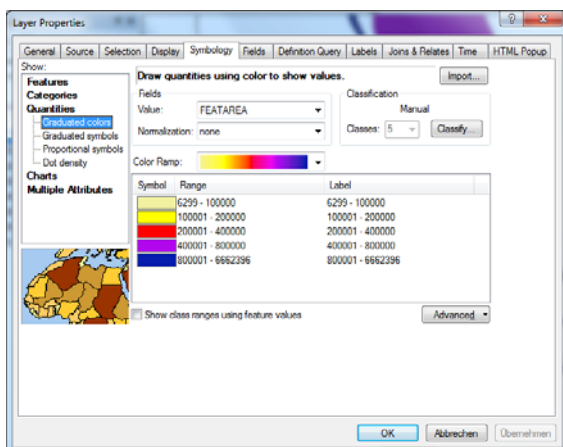 Layer Properties
General Source Selection Display Symbology Fields Definition Query Labels Joins & Relates Time HTML Popup
Show:
Features
Categories
Quantities
Graduated colors
Graduated symbols
Proportional symbols
Dot density
Charts
Multiple Attributes
Draw quantities using color to show values.
Import...
Fields
Value: FEATAREA
Normalization: none
Classification
Manual
Classes: 5 Classify...
Color Ramp:
Symbol Range Label
6299 - 100000 6299 - 100000
100001 - 200000 100001 - 200000
200001 - 400000 200001 - 400000
400001 - 800000 400001 - 800000
800001 - 6662396 800001 - 6662396
Show class ranges using feature values
Advanced
OK Abbrechen Übernehmen